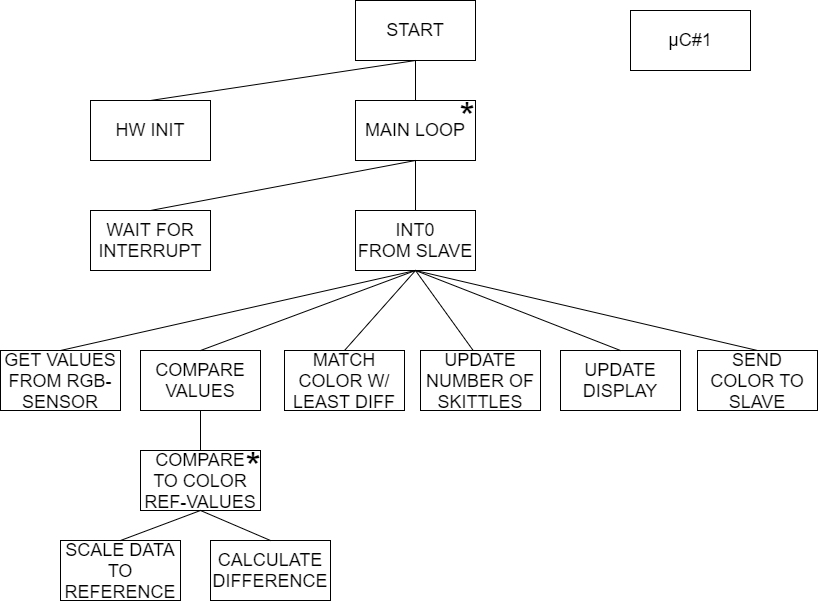 START
µC#1
HW INIT
MAIN LOOP *
WAIT FOR
INTERRUPT
INT0
FROM SLAVE
GET VALUES
FROM RGB-
SENSOR
COMPARE
VALUES
MATCH
COLOR W/
LEAST DIFF
UPDATE
NUMBER OF
SKITTLES
UPDATE
DISPLAY
SEND
COLOR TO
SLAVE
COMPARE *
TO COLOR
REF-VALUES
SCALE DATA
TO
REFERENCE
CALCULATE
DIFFERENCE